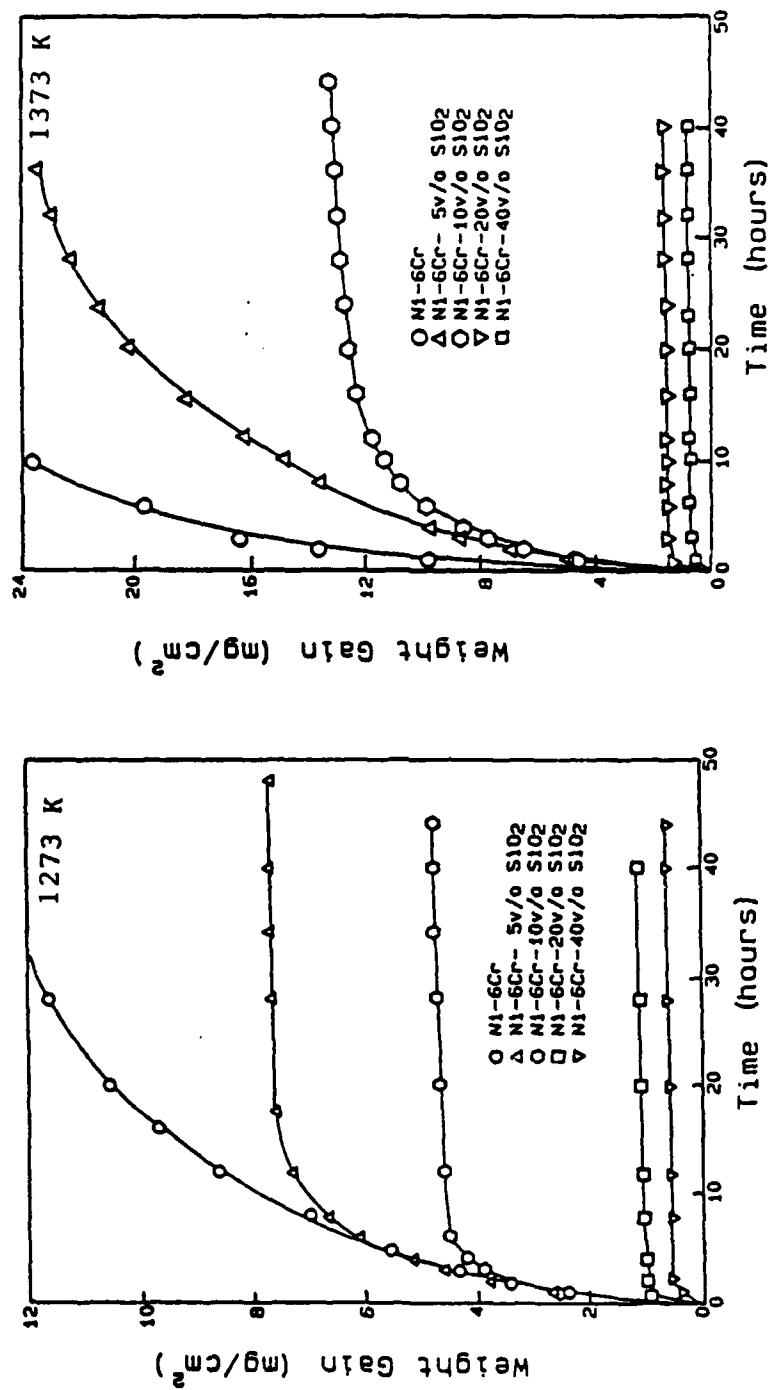 1273 K
Weight Gain (mg/cm²)
12
10
8
6
4
2
0
0
10
20
30
40
50
Time (hours)
Ni-6Cr
Ni-6Cr- 5v/o SiO₂
Ni-6Cr-10v/o SiO₂
Ni-6Cr-20v/o SiO₂
Ni-6Cr-40v/o SiO₂
1373 K
Weight Gain (mg/cm²)
24
20
16
12
8
4
0
0
10
20
30
40
50
Time (hours)
Ni-6Cr
Ni-6Cr- 5v/o SiO₂
Ni-6Cr-10v/o SiO₂
Ni-6Cr-20v/o SiO₂
Ni-6Cr-40v/o SiO₂